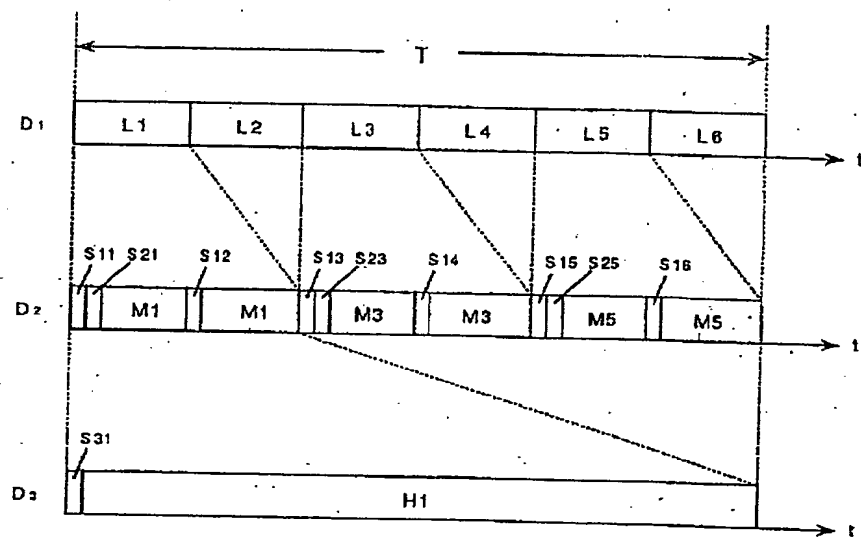 T
D1 L1 L2 L3 L4 L5 L6 t
S11 S21 S12 S13 S23 S14 S15 S25 S16
D2 M1 M1 M3 M3 M5 M5 t
S31
D3 H1 t